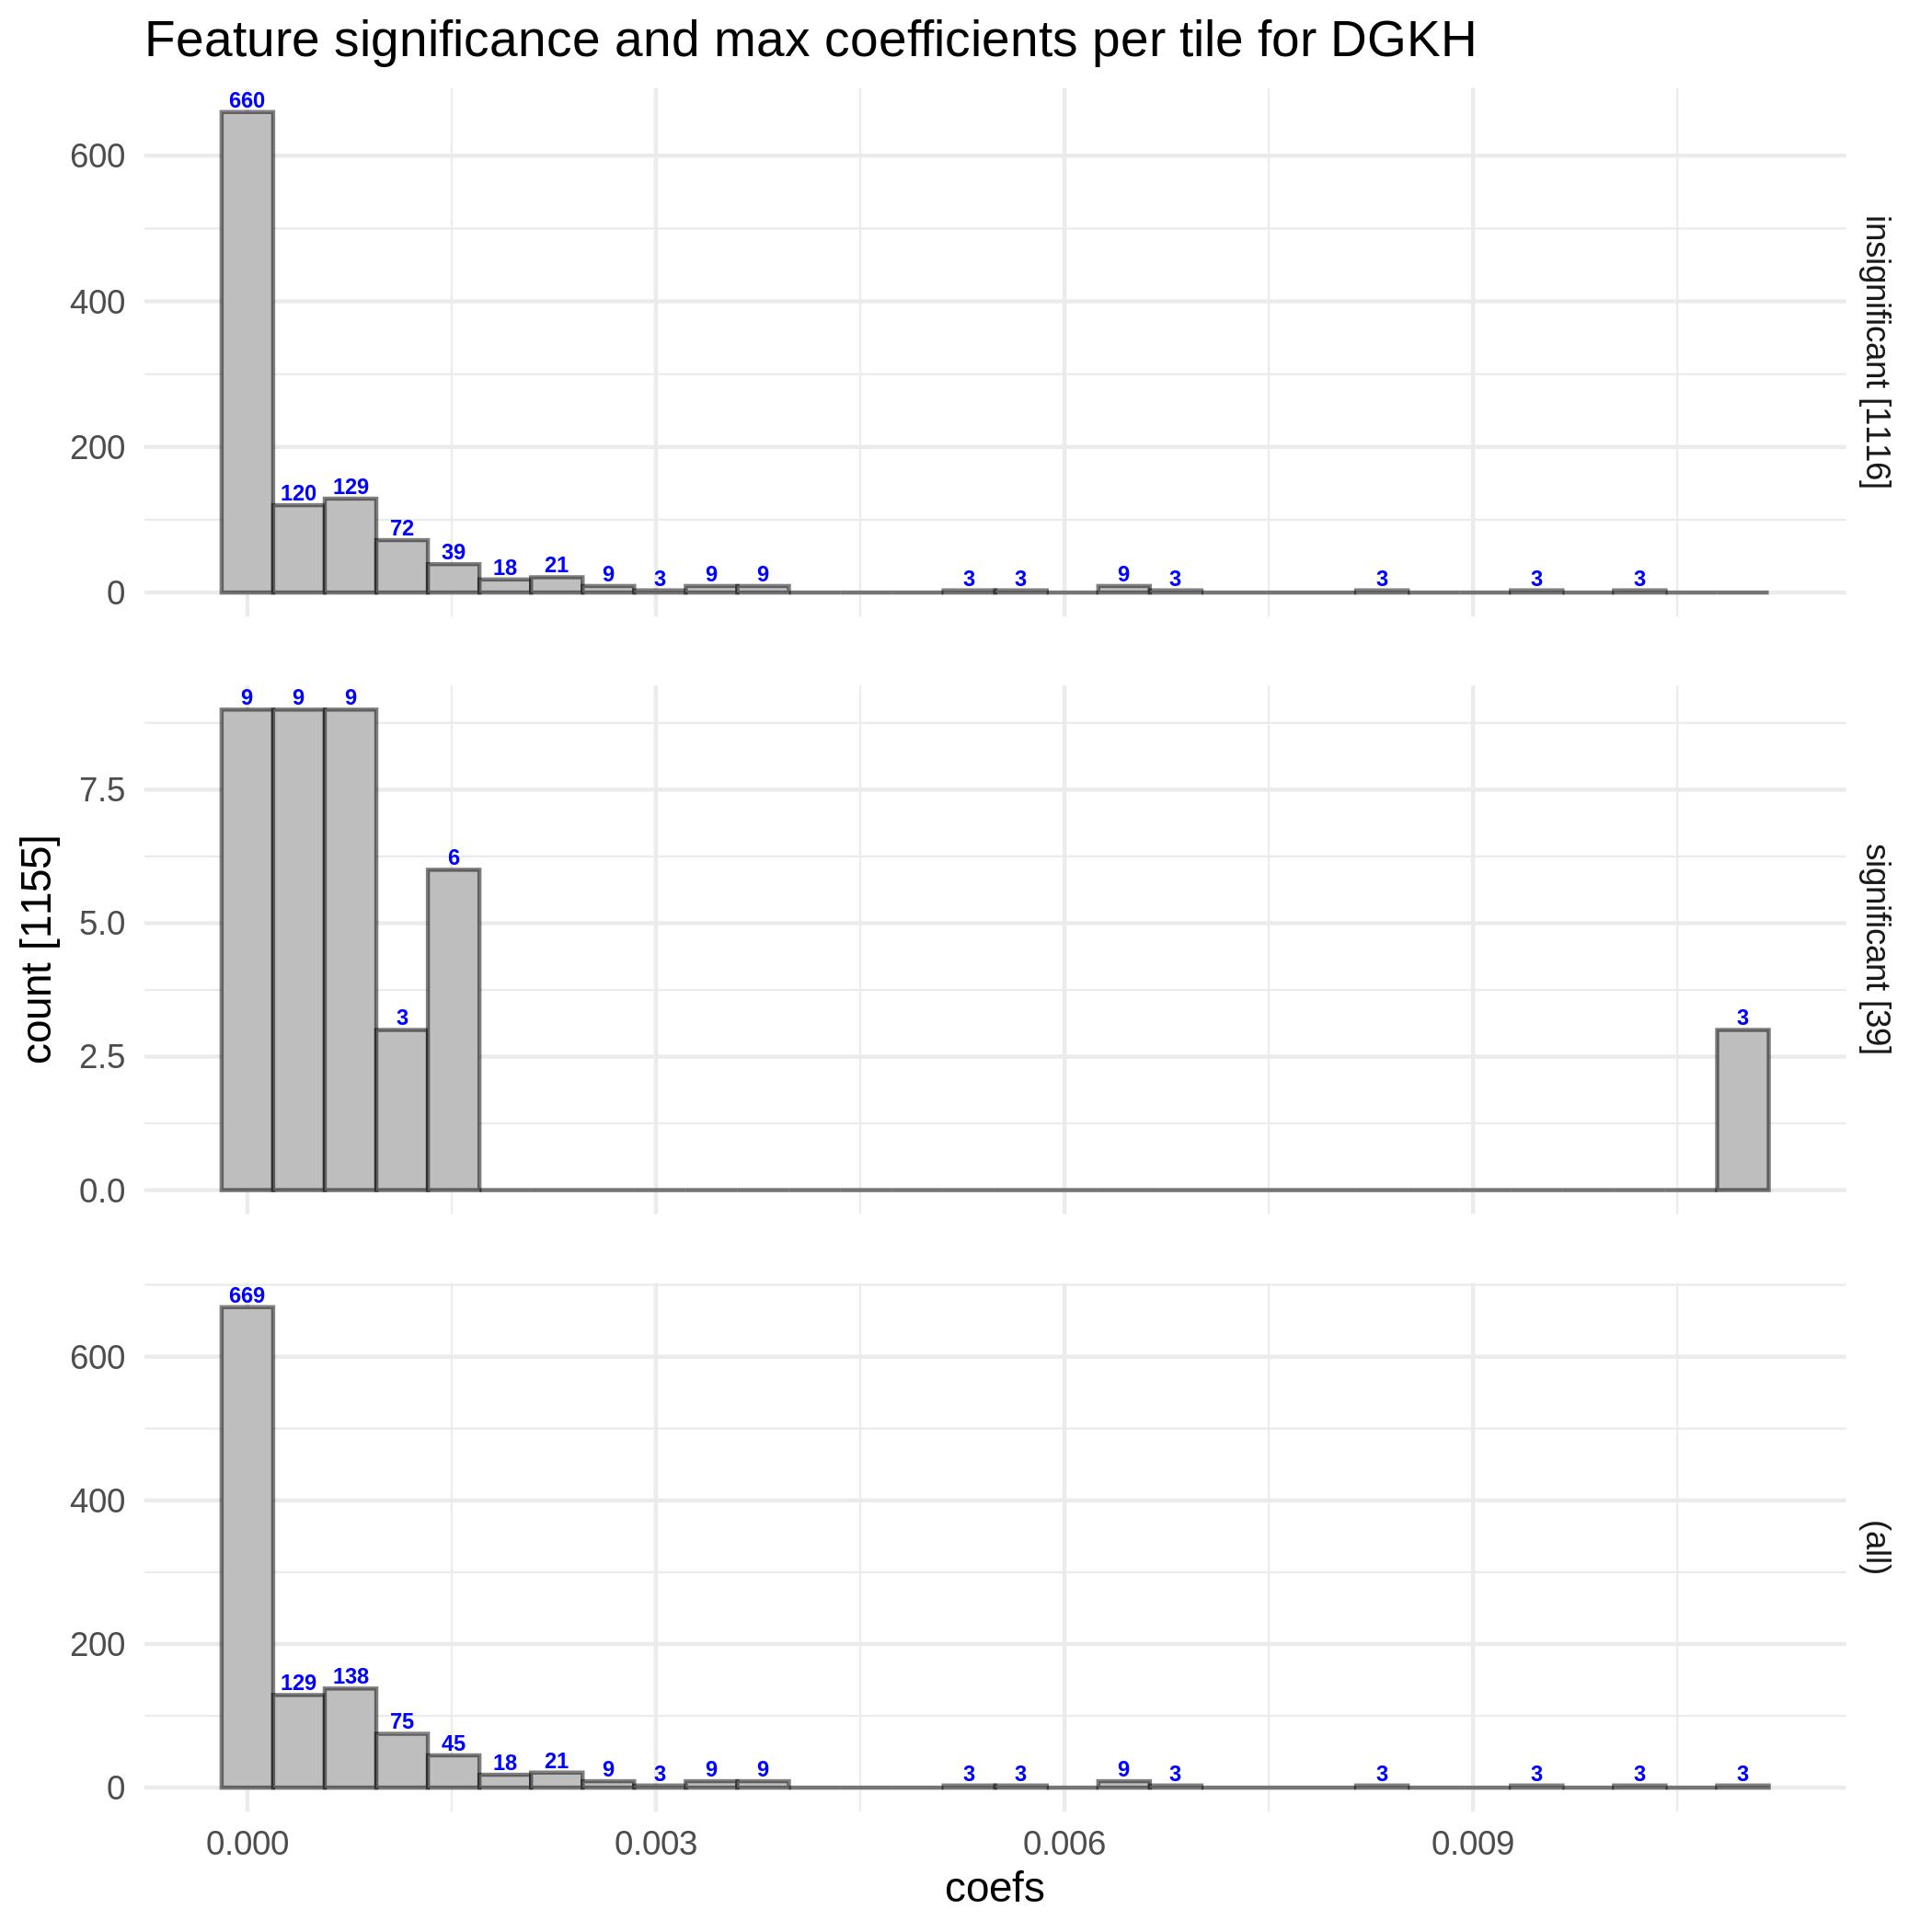 Feature significance and max coefficients per tile for DGKH
660
600
400
200
120 129 72 39 18 21 9 3 9 9 3 3 9 3 3 3 3
0
insignificant [1116]
9 9 9
7.5
6
5.0
3 3
2.5
0.0
significant [39]
count [1155]
669
600
400
200
129 138 75 45 18 21 9 3 9 9 3 3 9 3 3 3 3 3
0
(all)
0.000 0.003 0.006 0.009
coefs